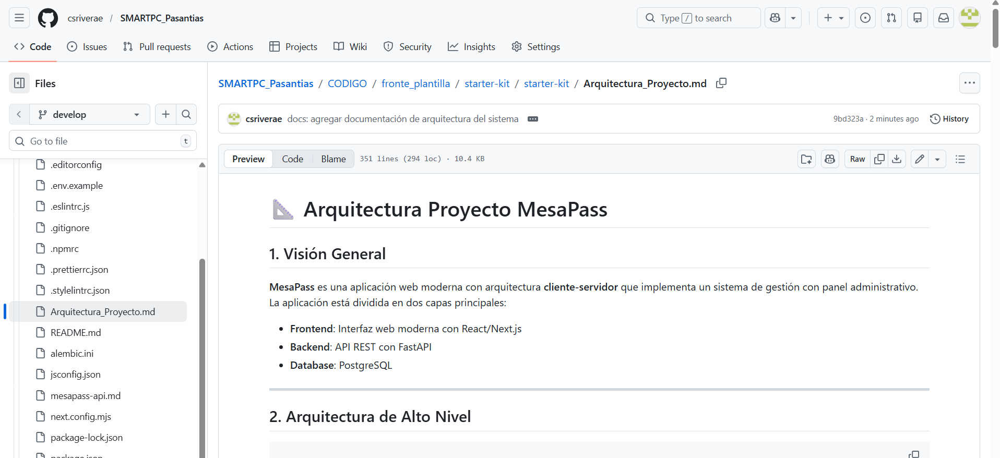 csriverae / SMARTPC_Pasantias
Type / to search
Code
Issues
Pull requests
Actions
Projects
Wiki
Security
Insights
Settings
Files
develop
Go to file
t
.editorconfig
.env.example
.eslintrc.js
.gitignore
.npmrc
.prettierrc.json
.stylelintrc.json
Arquitectura_Proyecto.md
README.md
alembic.ini
jsconfig.json
mesapass-api.md
next.config.mjs
package-lock.json
package.json
SMARTPC_Pasantias / CODIGO / fronte_plantilla / starter-kit / starter-kit / Arquitectura_Proyecto.md
csriverae docs: agregar documentación de arquitectura del sistema
9bd323a · 2 minutes ago
History
Preview
Code
Blame
351 lines (294 loc) · 10.4 KB
Raw
📐 Arquitectura Proyecto MesaPass
1. Visión General
MesaPass es una aplicación web moderna con arquitectura cliente-servidor que implementa un sistema de gestión con panel administrativo.
La aplicación está dividida en dos capas principales:
• Frontend: Interfaz web moderna con React/Next.js
• Backend: API REST con FastAPI
• Database: PostgreSQL
2. Arquitectura de Alto Nivel